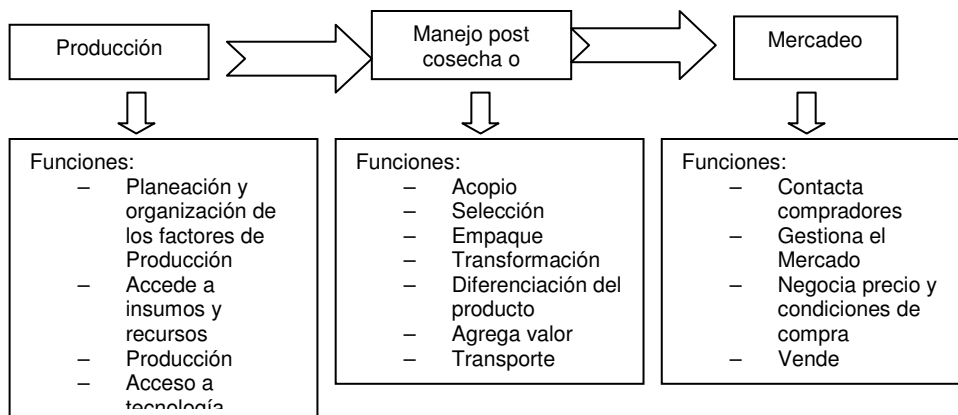 Producción
Manejo post
cosecha o
Mercadeo
Funciones:
– Planeación y
organización de
los factores de
Producción
– Accede a
insumos y
recursos
– Producción
– Acceso a
tecnología
Funciones:
– Acopio
– Selección
– Empaque
– Transformación
– Diferenciación del
producto
– Agrega valor
– Transporte
Funciones:
– Contacta
compradores
– Gestiona el
Mercado
– Negocia precio y
condiciones de
compra
– Vende